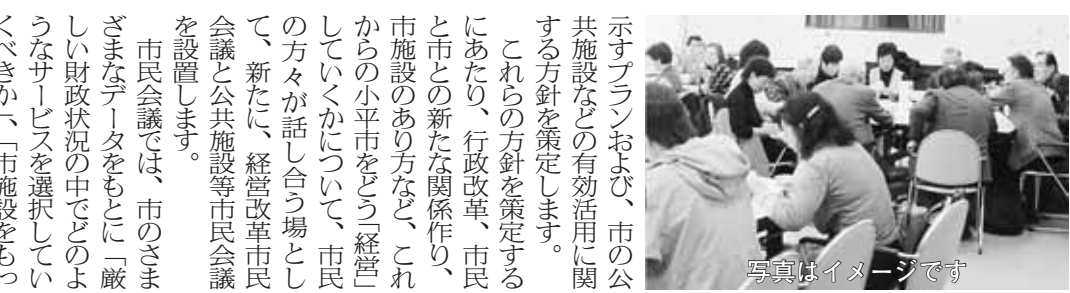 示すプランおよび、市の公
共施設などの有効活用に関
する方針を策定します。
これらの方針を策定する
にあたり、行政改革、市民
と市との新たな関係作り、
市施設のあり方など、これ
からの小平市をどう「経営」
していくかについて、市民
の方々が話し合う場とし
て、新たに、経営改革市民
会議と公共施設等市民会議
を設置します。
市民会議では、市のさま
ざまなデータをもとに「厳
しい財政状況の中でどのよ
うなサービスを選択してい
くべきか」、「市施設をもっ
写真はイメージです